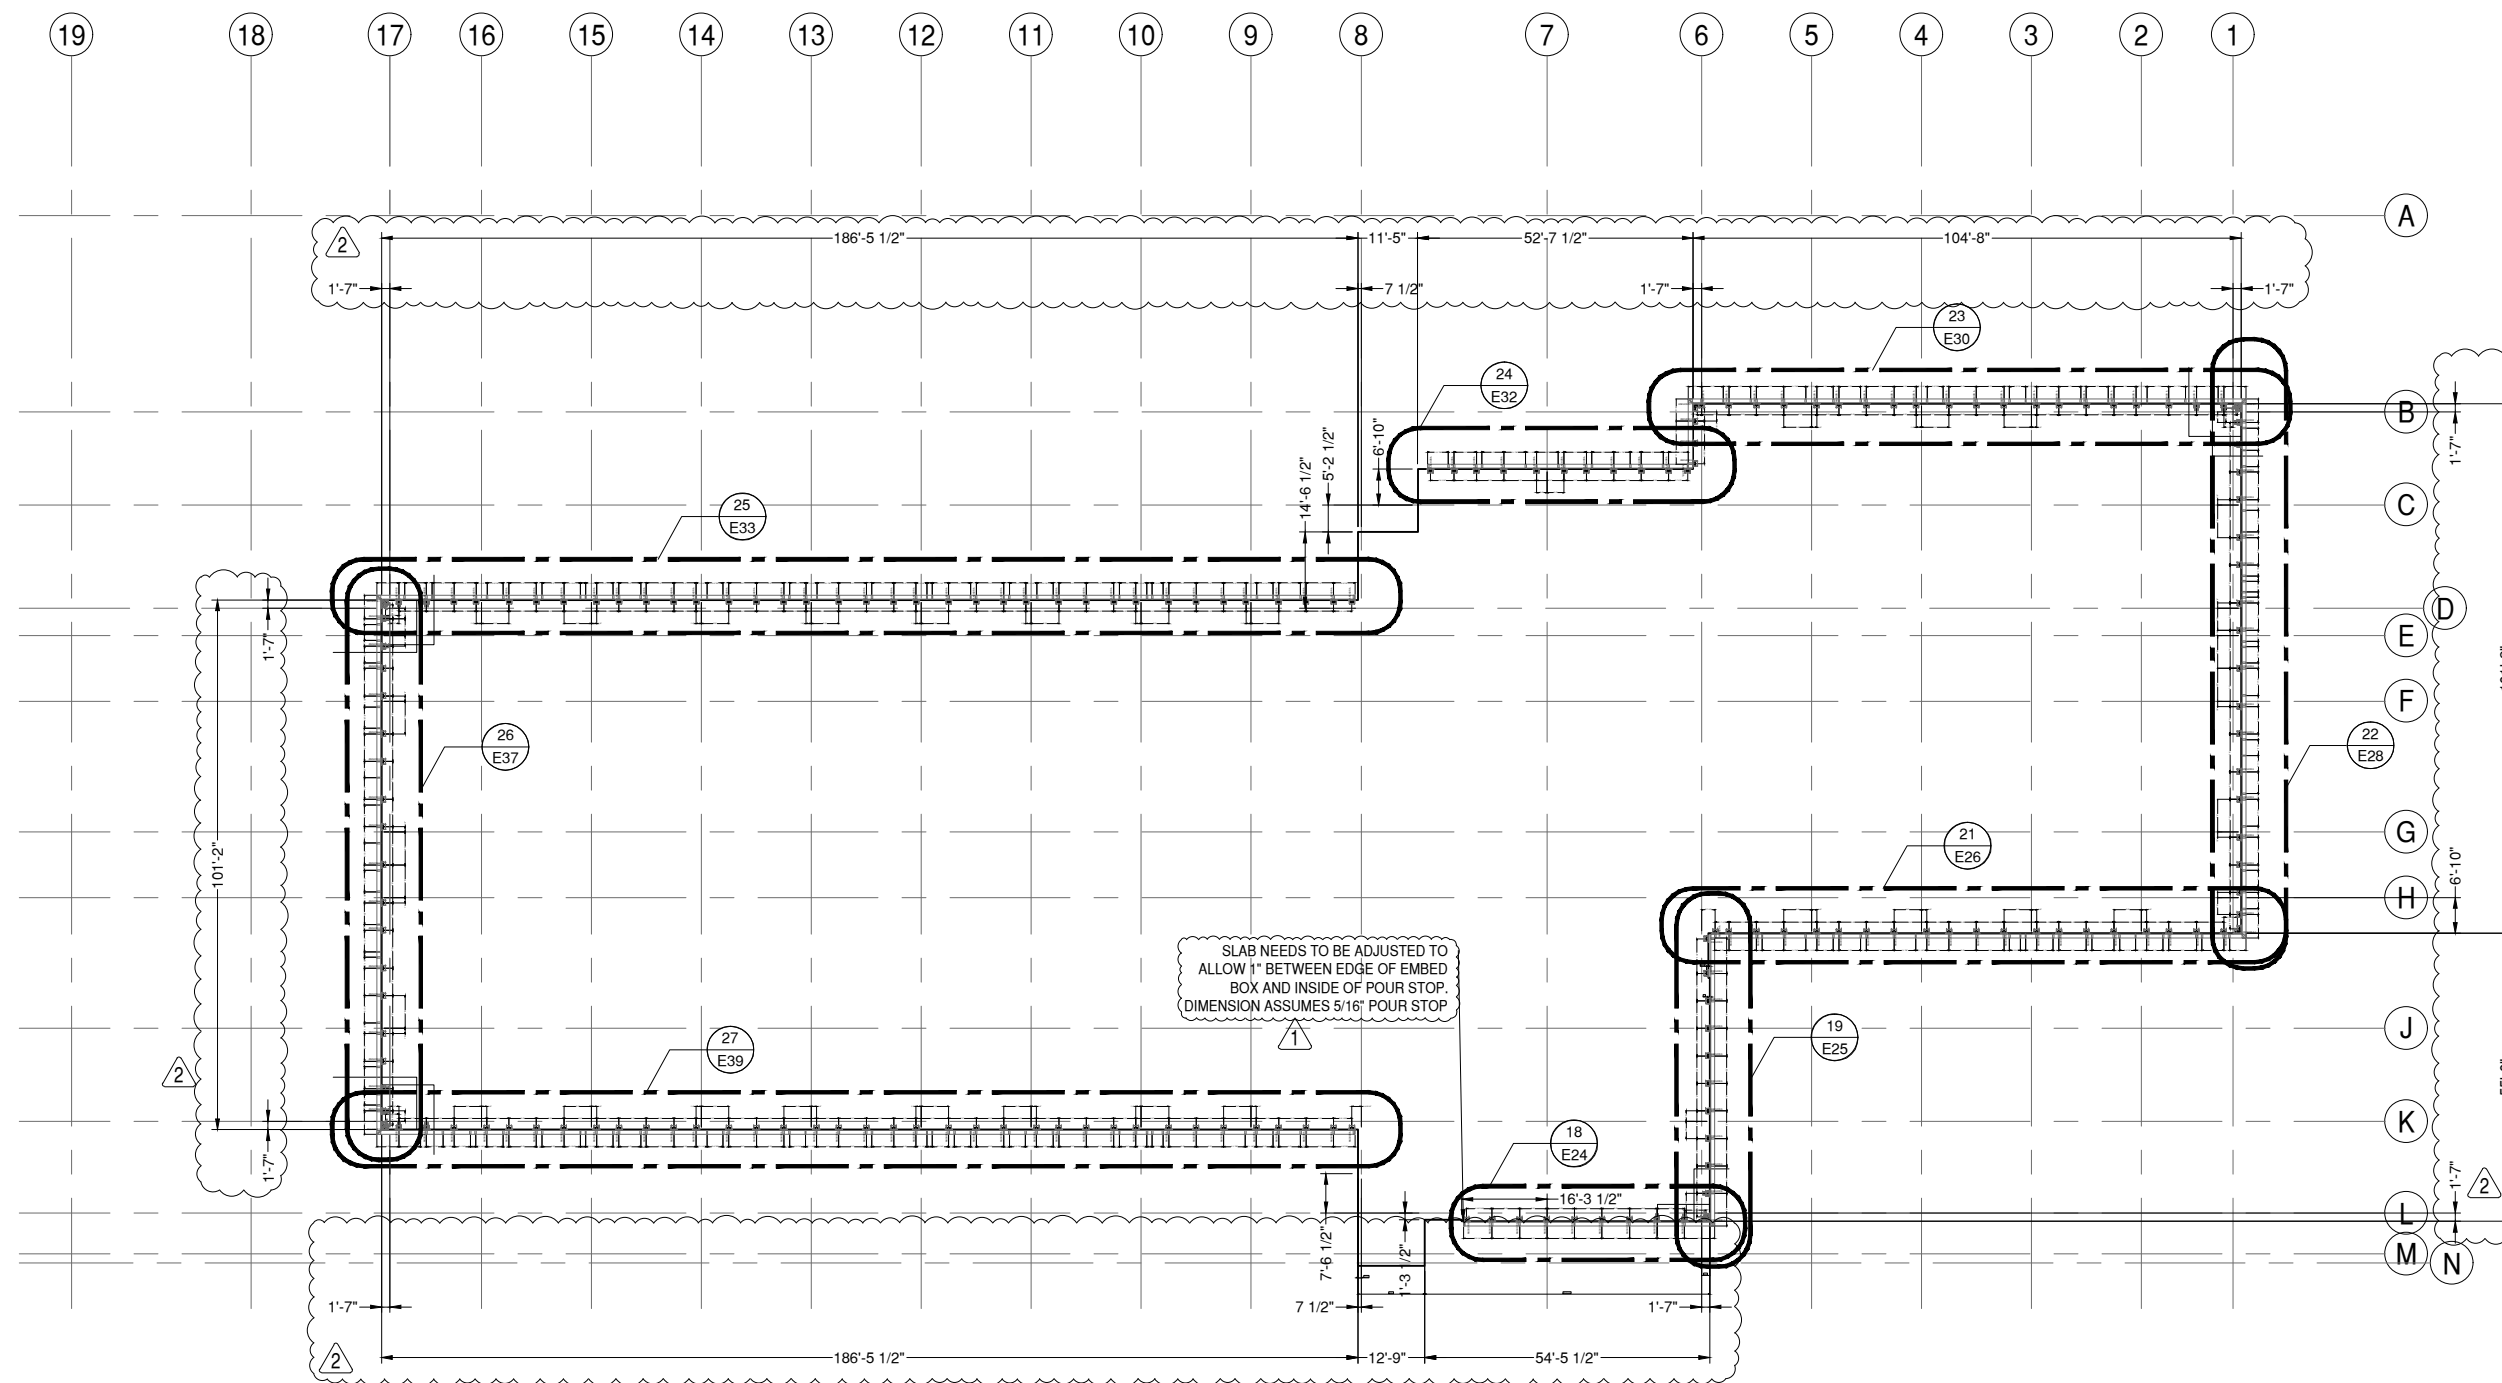 19 18 17 16 15 14 13 12 11 10 9 8 7 6 5 4 3 2 1
A
2
186'-5 1/2" 11'-5" 52'-7 1/2" 104'-8"
1'-7" 7 1/2" 1'-7" 1'-7"
23
E30
24
E32
B
1'-7"
6'-10"
5'-2 1/2"
14'-6 1/2"
25
E33
C
D
E
1'-7"
F
26
E37
22
E28
101'-2"
G
21
E26
6'-10"
H
SLAB NEEDS TO BE ADJUSTED TO
ALLOW 1" BETWEEN EDGE OF EMBED
BOX AND INSIDE OF POUR STOP.
DIMENSION ASSUMES 5/16" POUR STOP
1
J
19
E25
27
E39
2
K
18
E24
1'-7"
1'-7"
2
16'-3 1/2"
L
7'-6 1/2"
1'-3 1/2"
M
N
1'-7" 7 1/2" 1'-7"
2
186'-5 1/2" 12'-9" 54'-5 1/2"